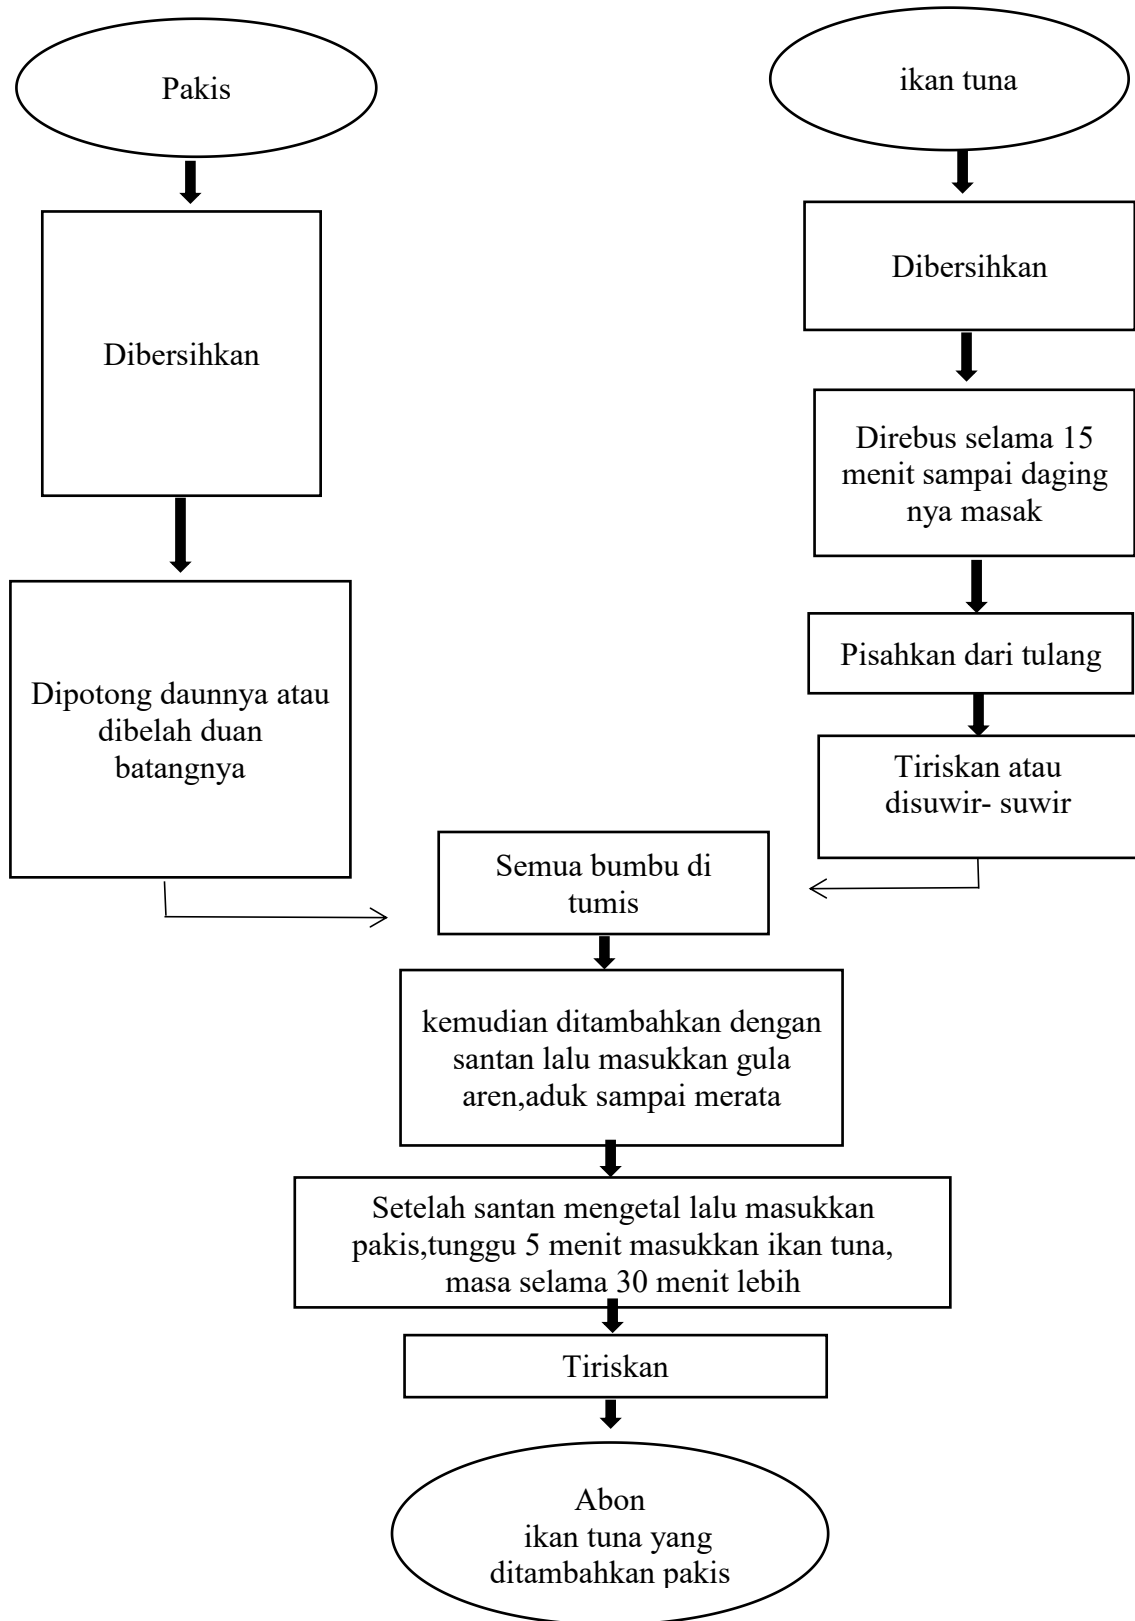 Pakis
Dibersihkan
Dipotong daunnya atau
dibelah duan
batangnya
ikan tuna
Dibersihkan
Direbus selama 15
menit sampai daging
nya masak
Pisahkan dari tulang
Tiriskan atau
disuwir- suwir
Semua bumbu di
tumis
kemudian ditambahkan dengan
santan lalu masukkan gula
aren,aduk sampai merata
Setelah santan mengetal lalu masukkan
pakis,tunggu 5 menit masukkan ikan tuna,
masa selama 30 menit lebih
Tiriskan
Abon
ikan tuna yang
ditambahkan pakis